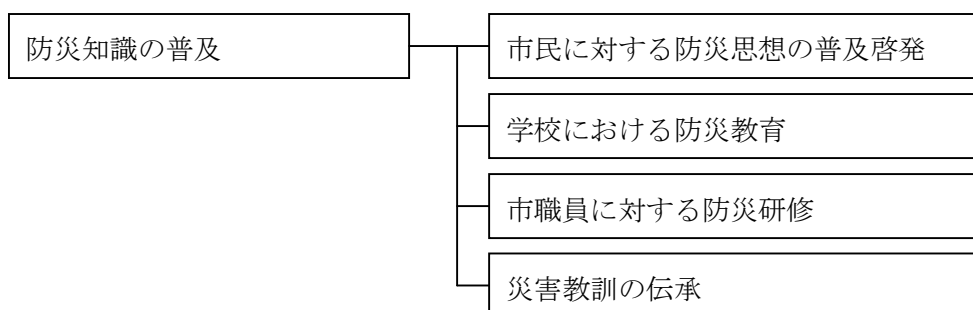 防災知識の普及
市民に対する防災思想の普及啓発
学校における防災教育
市職員に対する防災研修
災害教訓の伝承